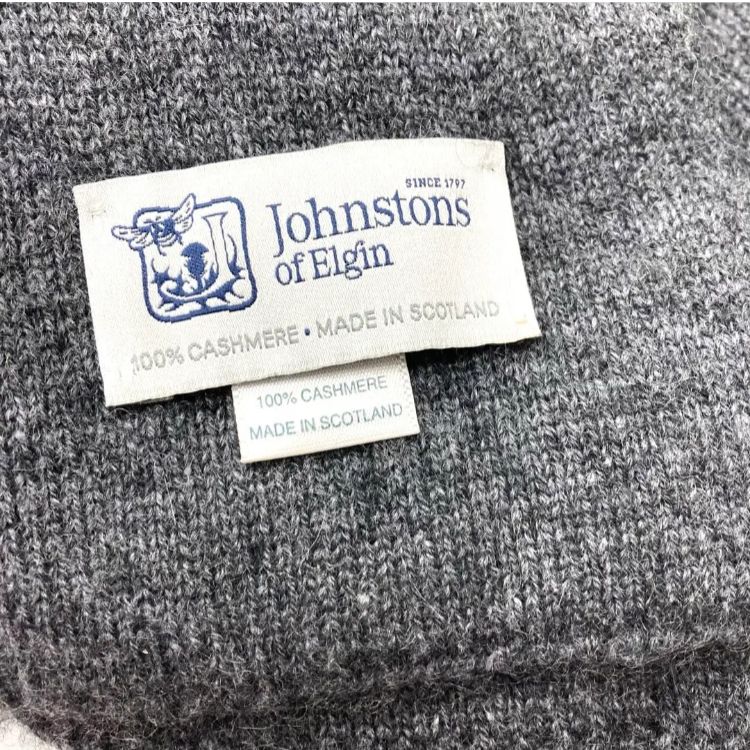 SINCE 1797
Johnstons
of Elgin
100% CASHMERE • MADE IN SCOTLAND
100% CASHMERE
MADE IN SCOTLAND